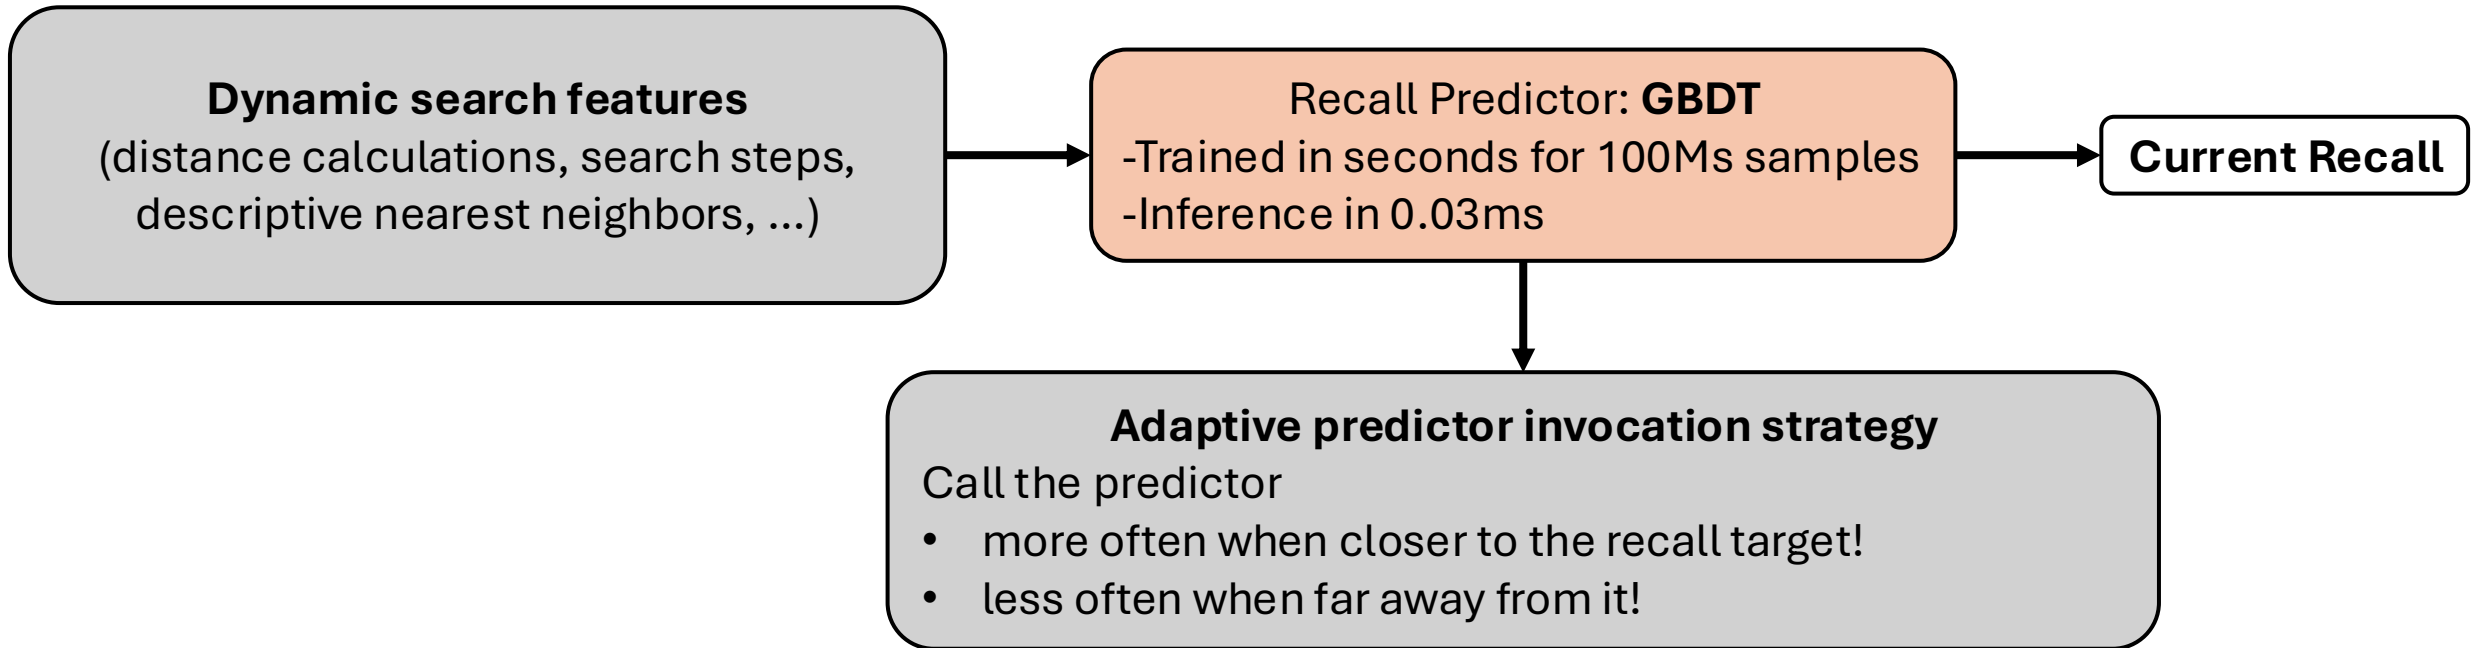 Dynamic search features
(distance calculations, search steps,
descriptive nearest neighbors, ...)
Recall Predictor: GBDT
-Trained in seconds for 100Ms samples
-Inference in 0.03ms
Current Recall
Adaptive predictor invocation strategy
Call the predictor
• more often when closer to the recall target!
• less often when far away from it!